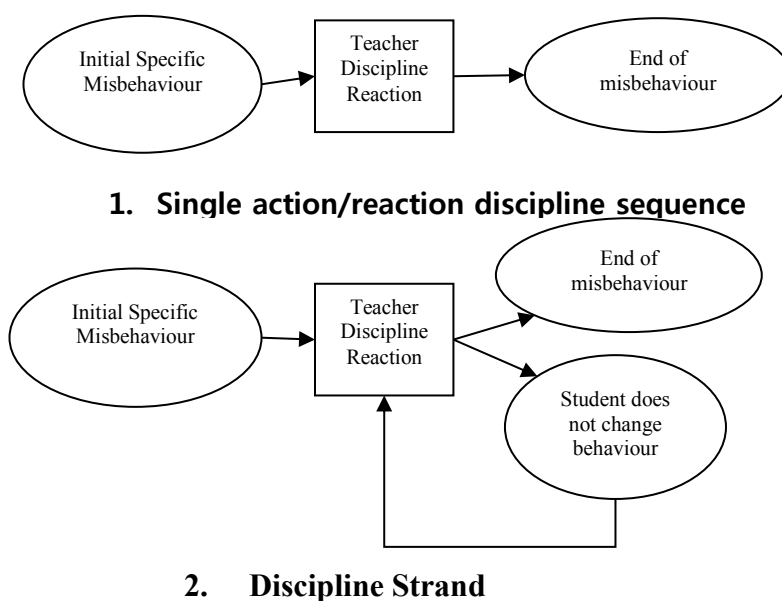 Initial Specific
Misbehaviour
Teacher
Discipline
Reaction
End of
misbehaviour
1. Single action/reaction discipline sequence
Initial Specific
Misbehaviour
Teacher
Discipline
Reaction
End of
misbehaviour
Student does
not change
behaviour
2. Discipline Strand